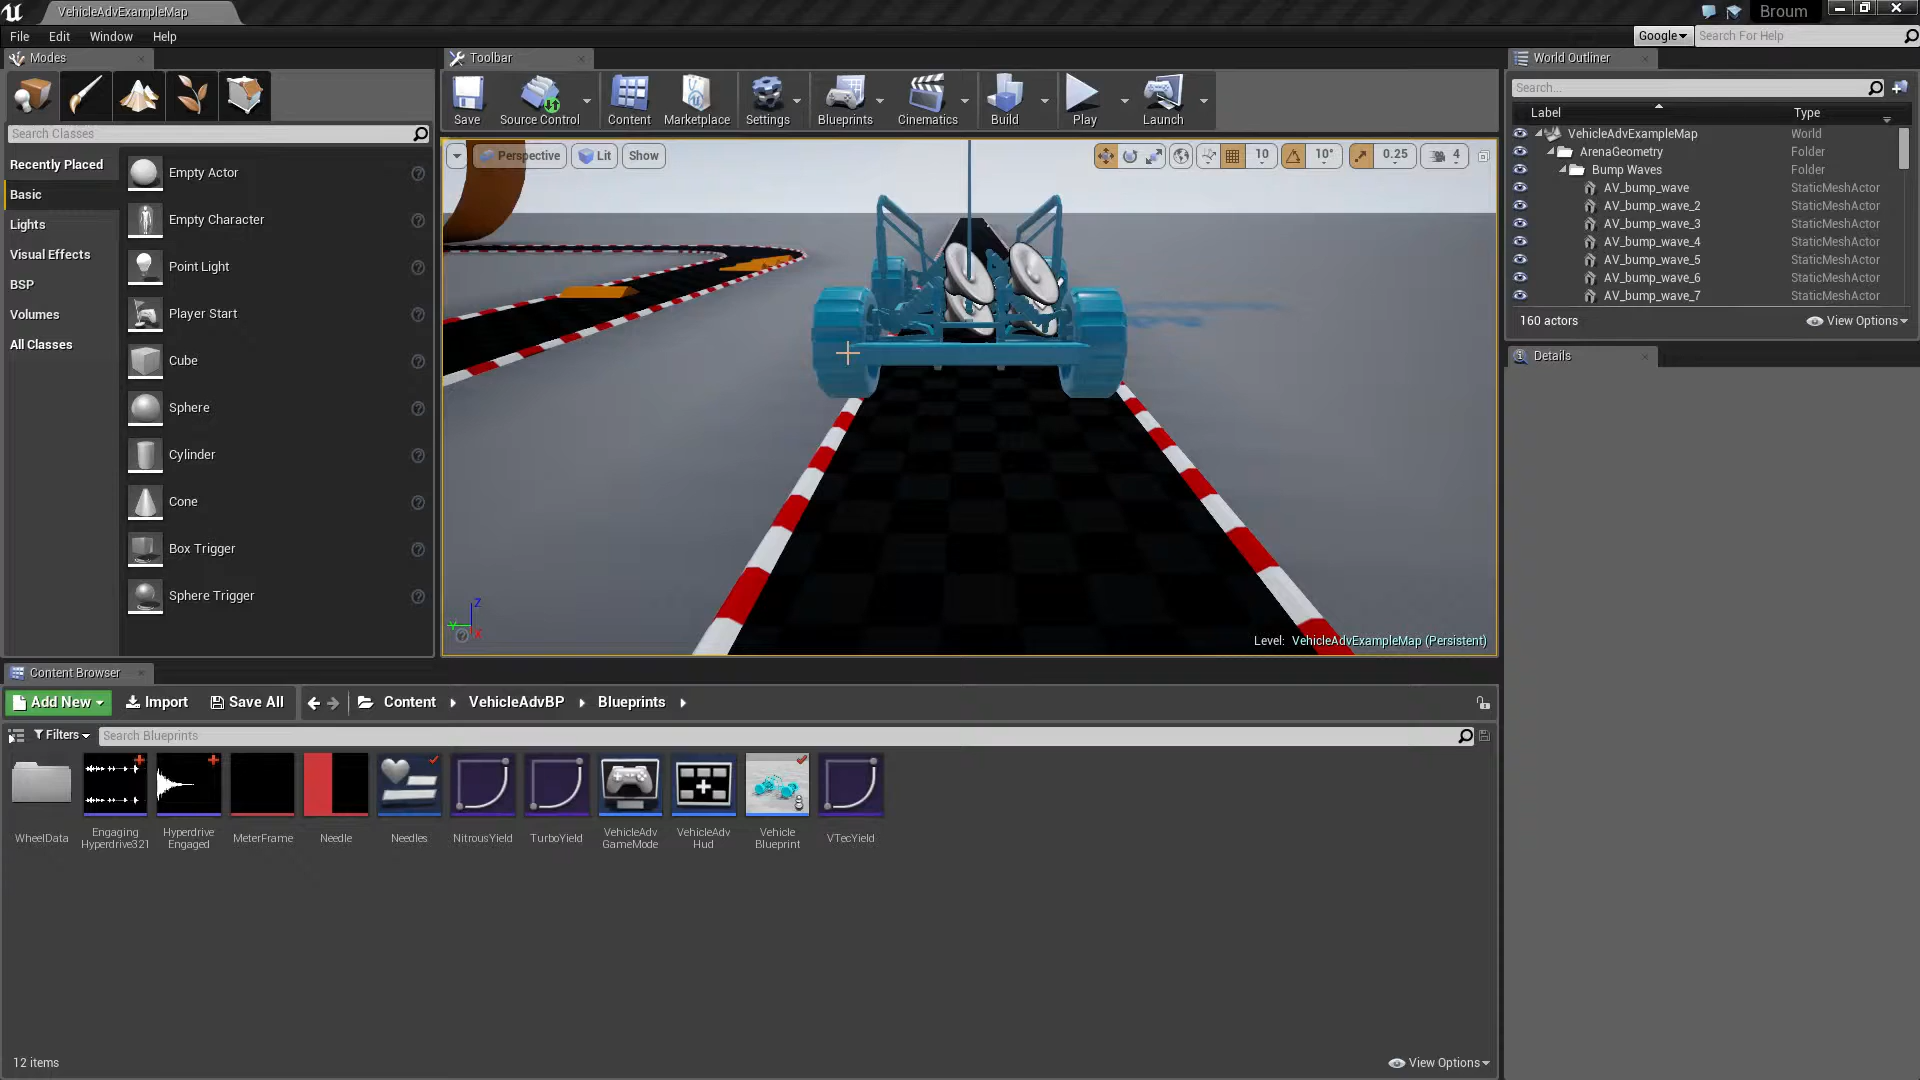 VehicleAdvExampleMap
Broum
File Edit Window Help
Google Search For Help
Modes
Toolbar
World Outliner
Save
Source Control
Content
Marketplace
Settings
Blueprints
Cinematics
Build
Play
Launch
Search Classes
Recently Placed
Basic
Lights
Visual Effects
BSP
Volumes
All Classes
Empty Actor
Empty Character
Point Light
Player Start
Cube
Sphere
Cylinder
Cone
Box Trigger
Sphere Trigger
Perspective Lit Show
10 10° 0.25 4
Z
Y
X
Level: VehicleAdvExampleMap (Persistent)
Search...
Label Type
VehicleAdvExampleMap World
ArenaGeometry Folder
Bump Waves Folder
AV_bump_wave StaticMeshActor
AV_bump_wave_2 StaticMeshActor
AV_bump_wave_3 StaticMeshActor
AV_bump_wave_4 StaticMeshActor
AV_bump_wave_5 StaticMeshActor
AV_bump_wave_6 StaticMeshActor
AV_bump_wave_7 StaticMeshActor
160 actors View Options
Details
Content Browser
Add New Import Save All Content VehicleAdvBP Blueprints
Filters Search Blueprints
WheelData
Engaging
Hyperdrive321
Hyperdrive
Engaged
MeterFrame
Needle
Needles
NitrousYield
TurboYield
VehicleAdv
GameMode
VehicleAdv
Hud
Vehicle
Blueprint
VTecYield
12 items View Options